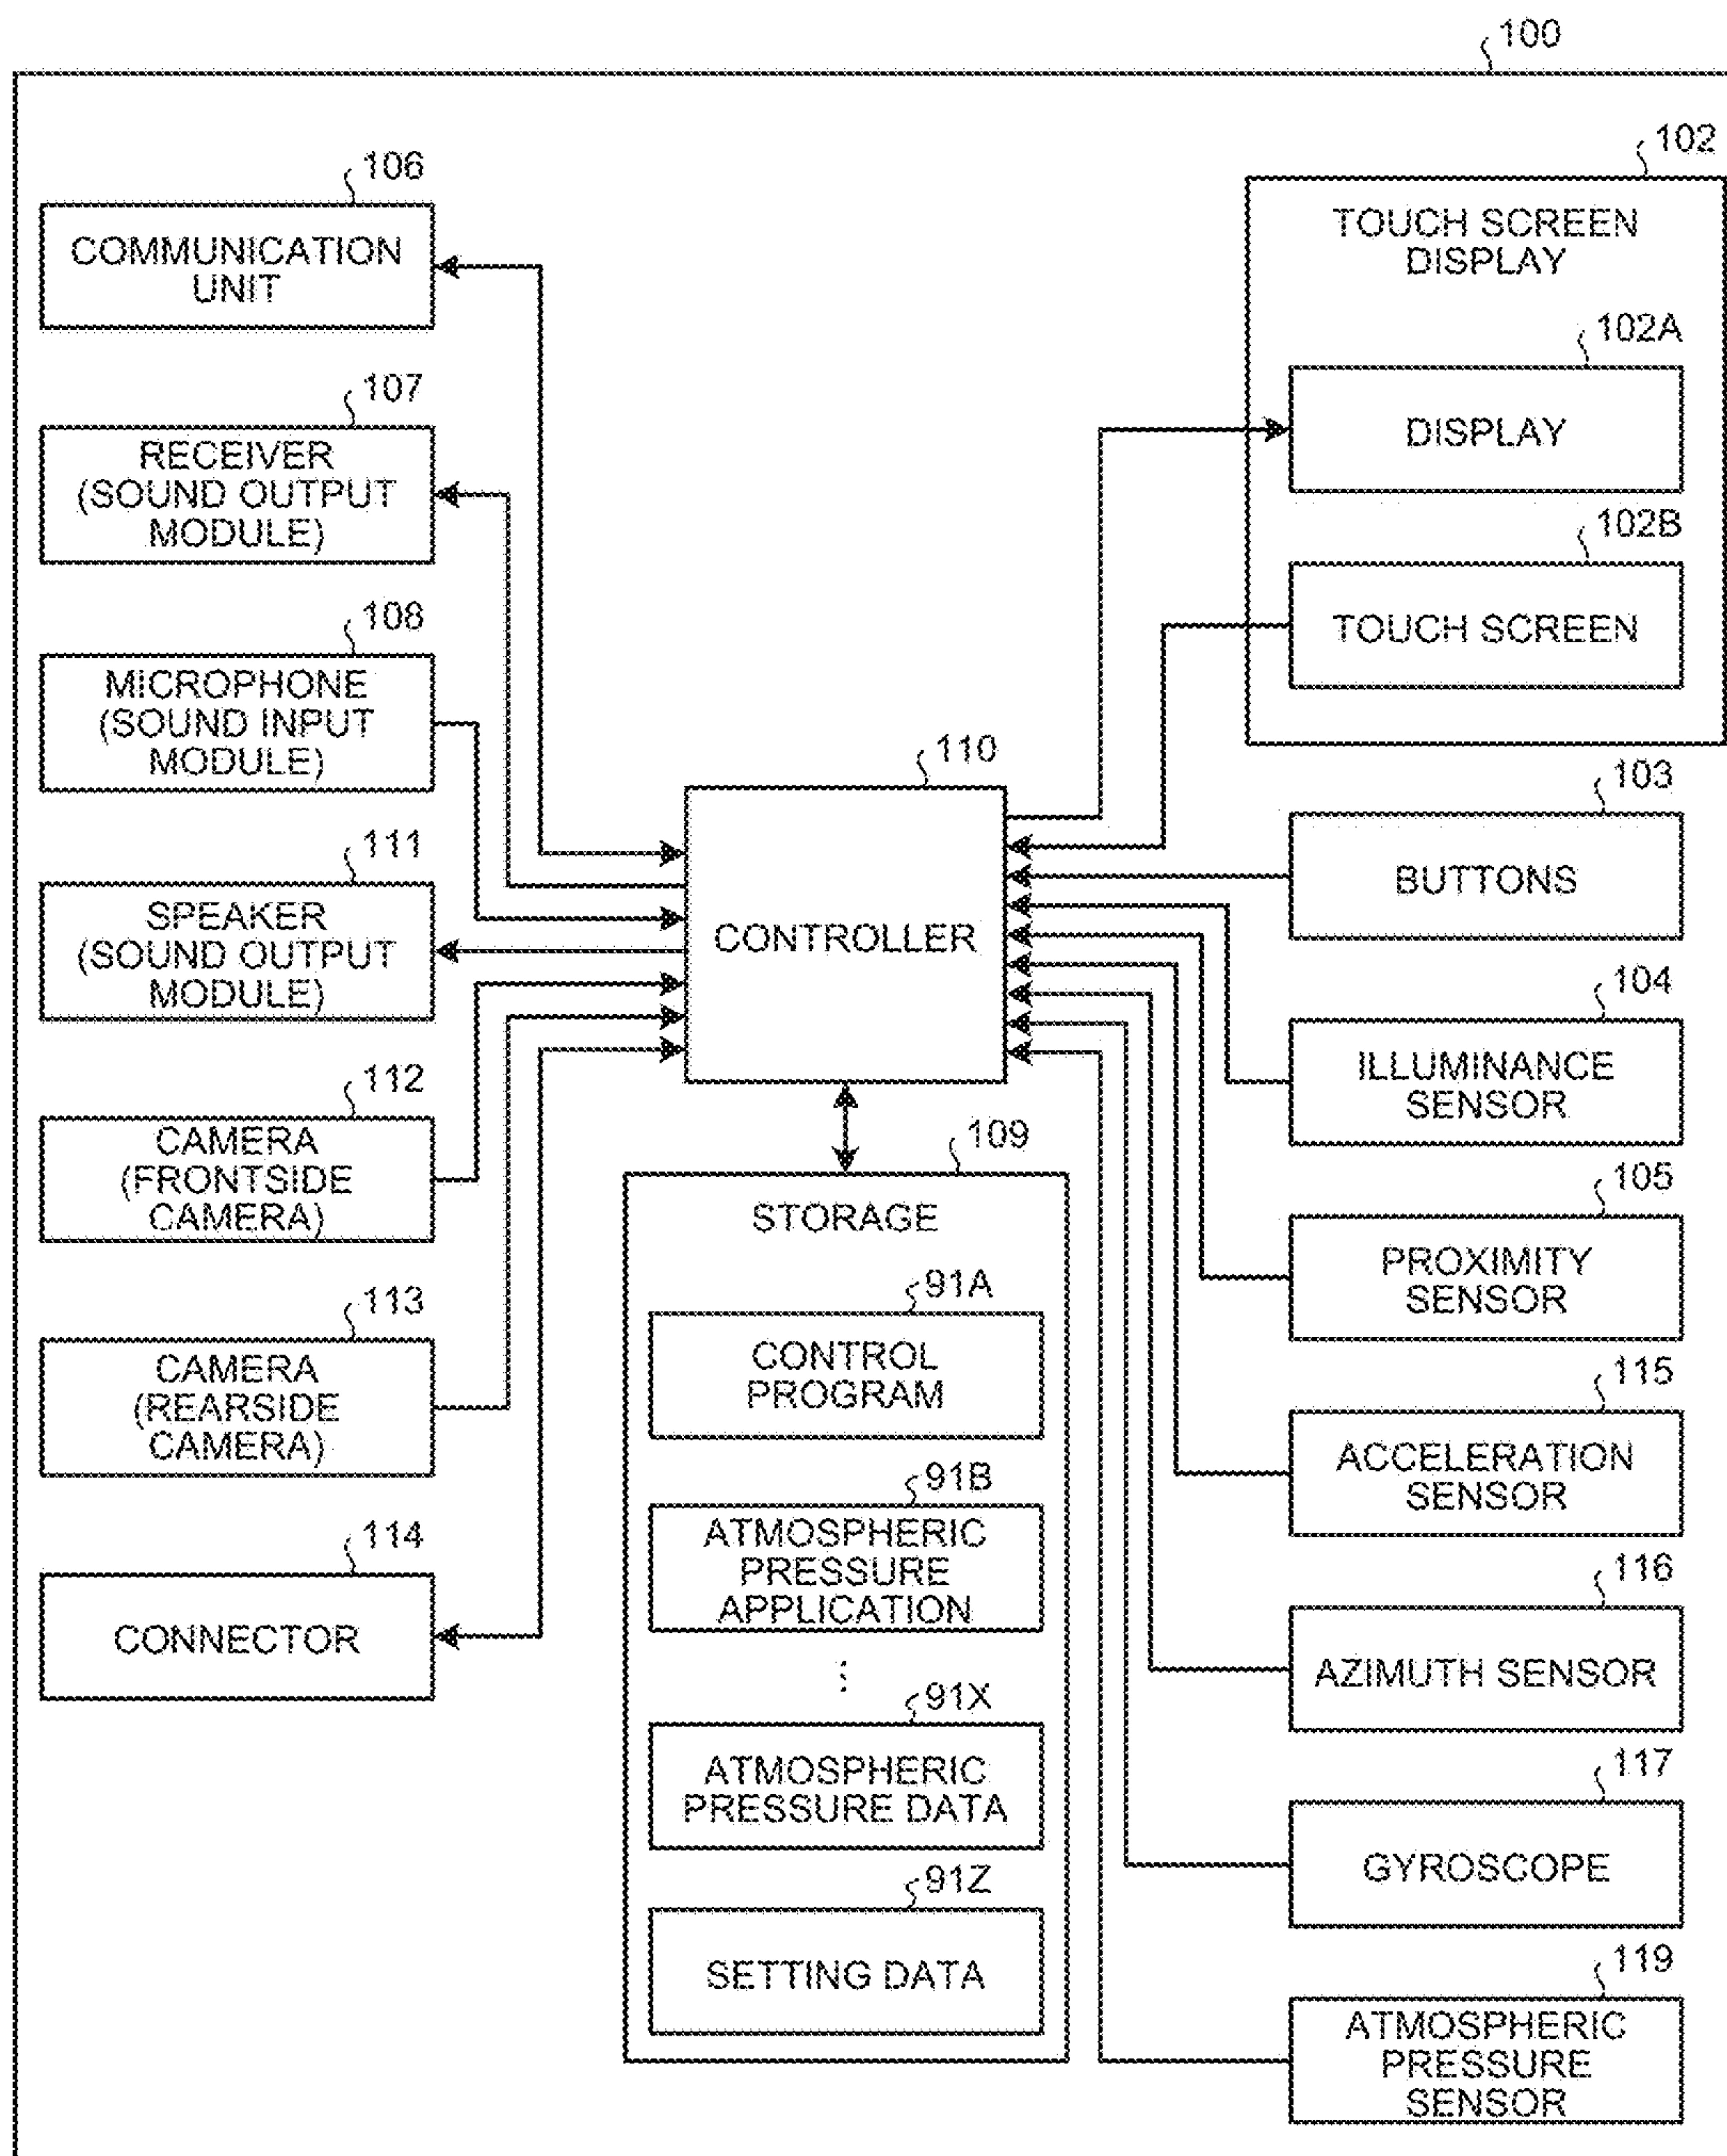 100
106
COMMUNICATION
UNIT
107
RECEIVER
(SOUND OUTPUT
MODULE)
108
MICROPHONE
(SOUND INPUT
MODULE)
111
SPEAKER
(SOUND OUTPUT
MODULE)
112
CAMERA
(FRONTSIDE
CAMERA)
113
CAMERA
(REARSIDE
CAMERA)
114
CONNECTOR
110
CONTROLLER
109
STORAGE
91A
CONTROL
PROGRAM
91B
ATMOSPHERIC
PRESSURE
APPLICATION
⋮
91X
ATMOSPHERIC
PRESSURE DATA
91Z
SETTING DATA
102
TOUCH SCREEN
DISPLAY
102A
DISPLAY
102B
TOUCH SCREEN
103
BUTTONS
104
ILLUMINANCE
SENSOR
105
PROXIMITY
SENSOR
115
ACCELERATION
SENSOR
116
AZIMUTH SENSOR
117
GYROSCOPE
119
ATMOSPHERIC
PRESSURE
SENSOR